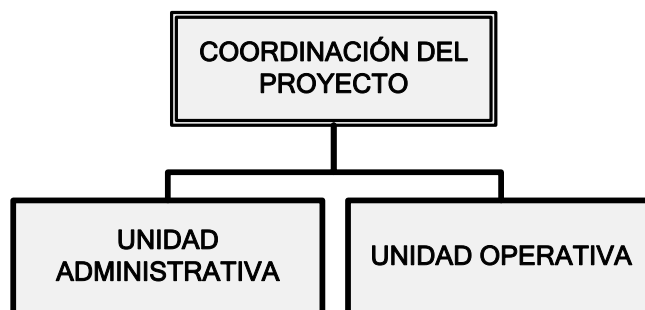 COORDINACIÓN DEL
PROYECTO
UNIDAD
ADMINISTRATIVA
UNIDAD OPERATIVA